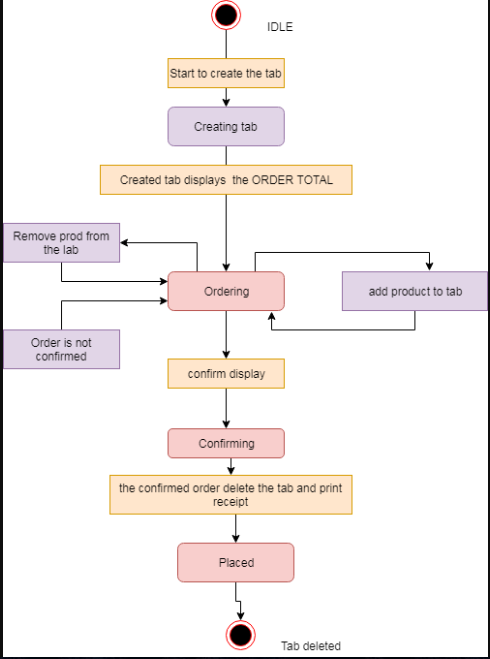 IDLE
Start to create the tab
Creating tab
Created tab displays the ORDER TOTAL
Remove prod from
the lab
Ordering
add product to tab
Order is not
confirmed
confirm display
Confirming
the confirmed order delete the tab and print
receipt
Placed
Tab deleted